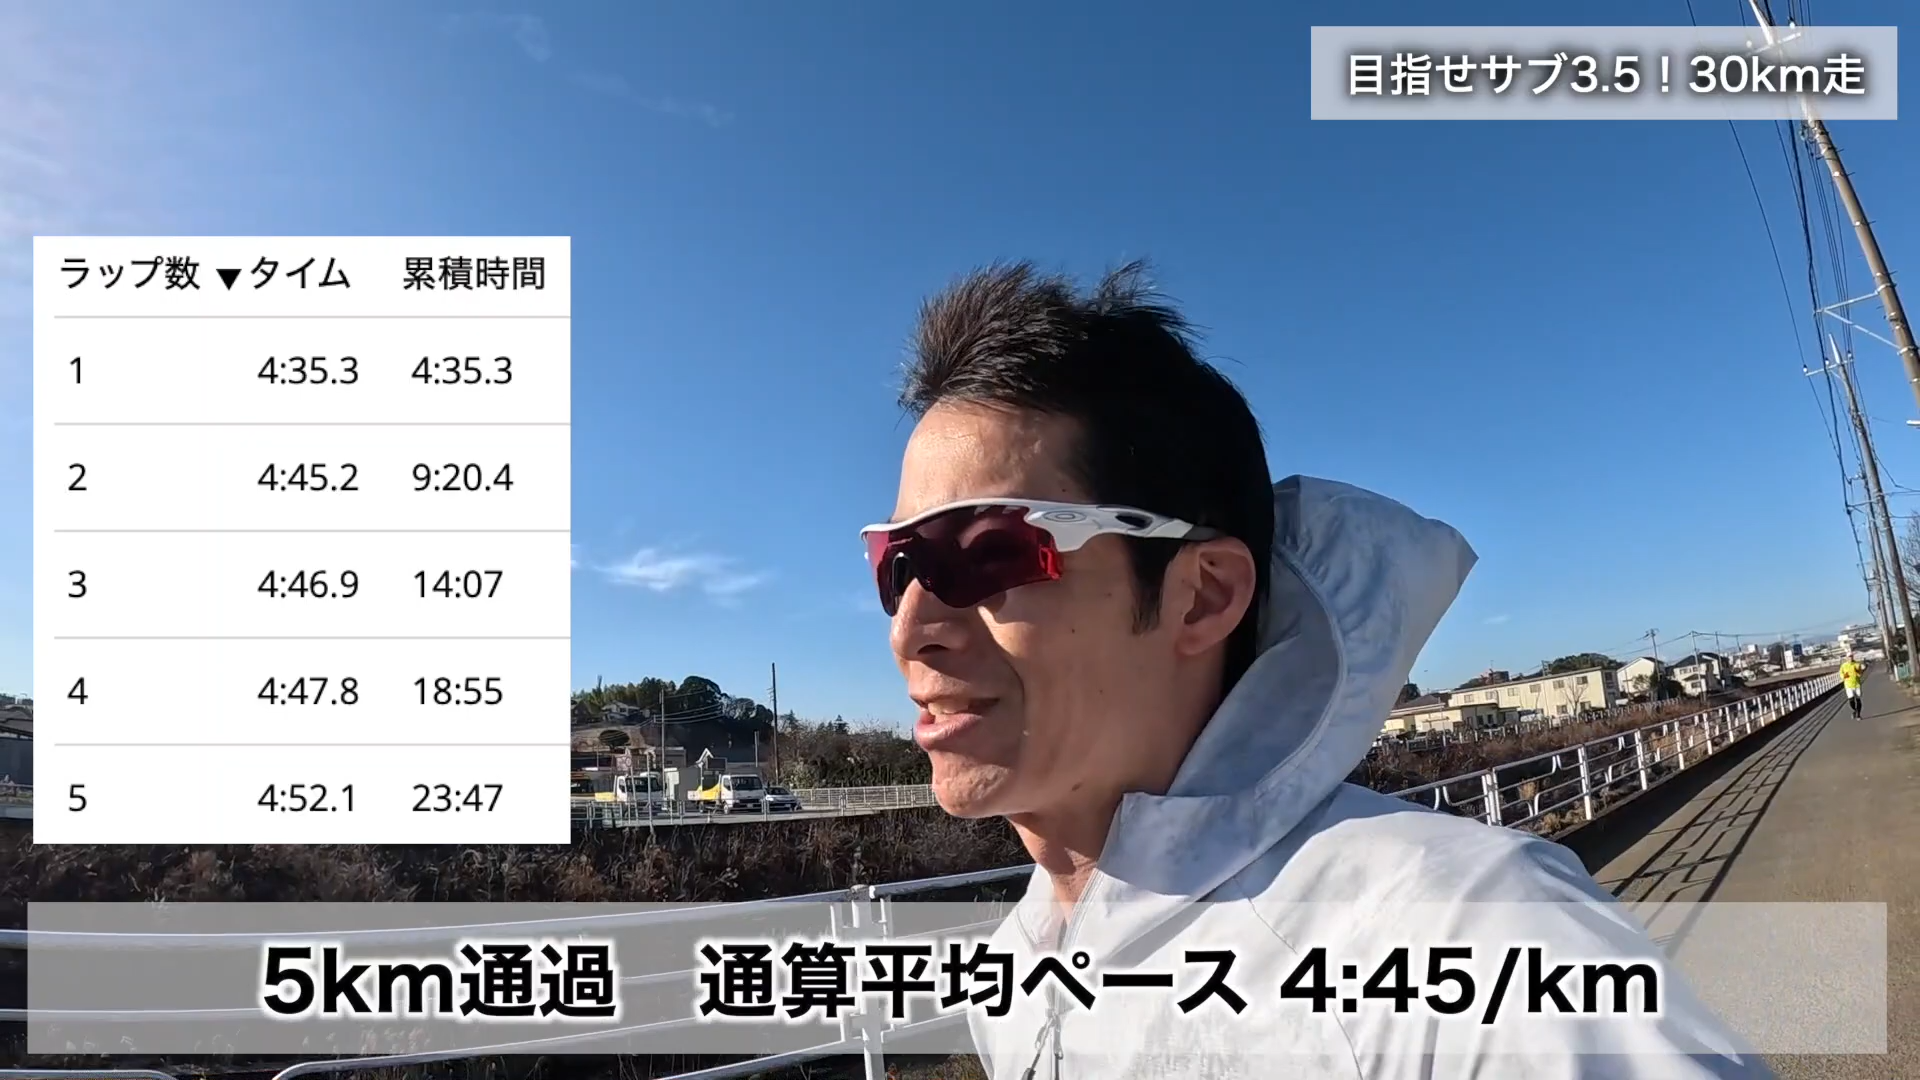 目指せサブ3.5！30km走
ラップ数 ▼タイム 累積時間
1 4:35.3 4:35.3
2 4:45.2 9:20.4
3 4:46.9 14:07
4 4:47.8 18:55
5 4:52.1 23:47
5km通過 通算平均ペース 4:45/km